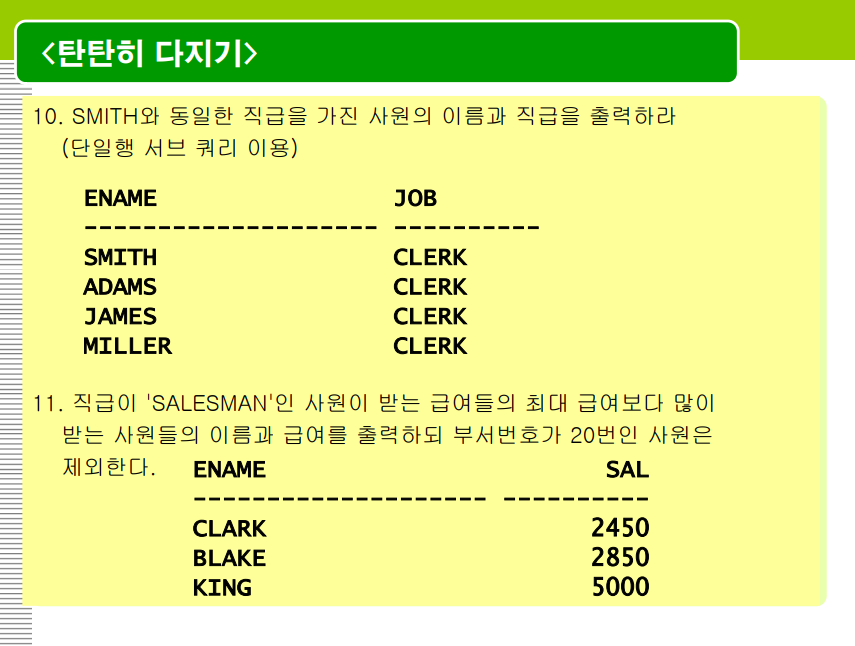 <탄탄히 다지기>
10. SMITH와 동일한 직급을 가진 사원의 이름과 직급을 출력하라
(단일행 서브 쿼리 이용)
ENAME JOB
-------------------- ----------
SMITH CLERK
ADAMS CLERK
JAMES CLERK
MILLER CLERK
11. 직급이 'SALESMAN'인 사원이 받는 급여들의 최대 급여보다 많이
받는 사원들의 이름과 급여를 출력하되 부서번호가 20번인 사원은
제외한다.
ENAME SAL
-------------------- ----------
CLARK 2450
BLAKE 2850
KING 5000